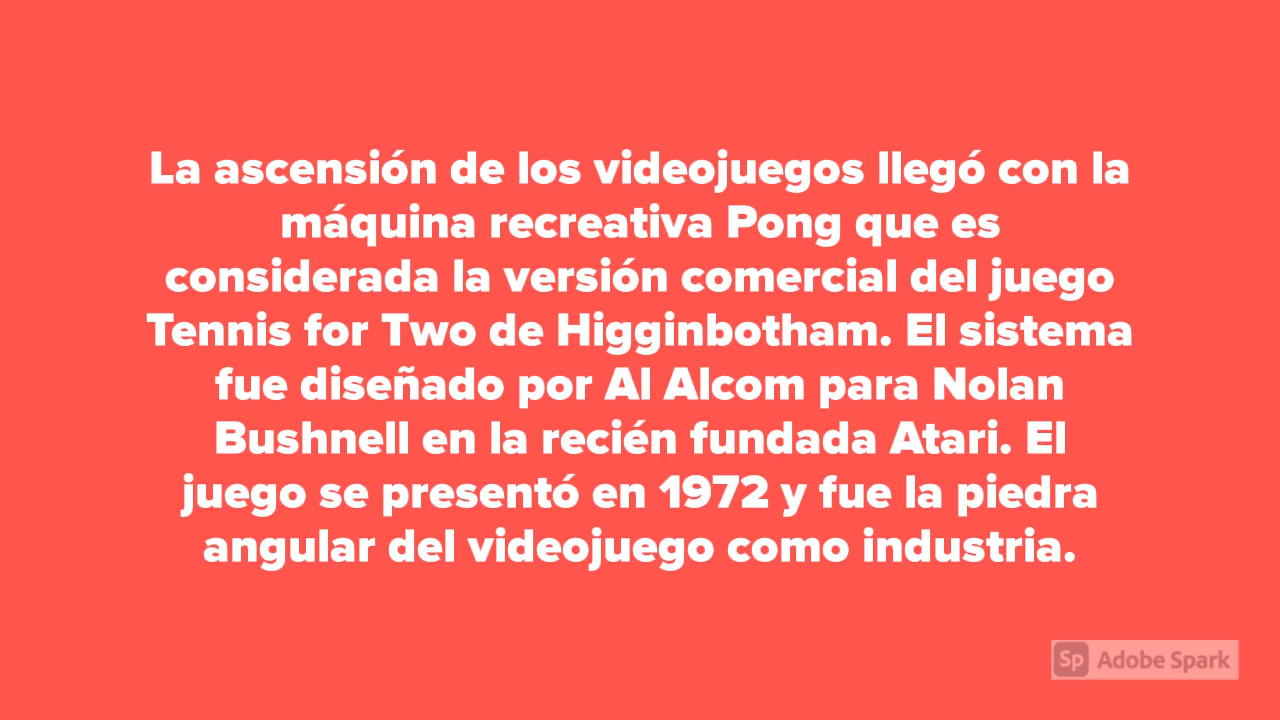 La ascensión de los videojuegos llegó con la
máquina recreativa Pong que es
considerada la versión comercial del juego
Tennis for Two de Higginbotham. El sistema
fue diseñado por Al Alcom para Nolan
Bushnell en la recién fundada Atari. El
juego se presentó en 1972 y fue la piedra
angular del videojuego como industria.
Sp Adobe Spark